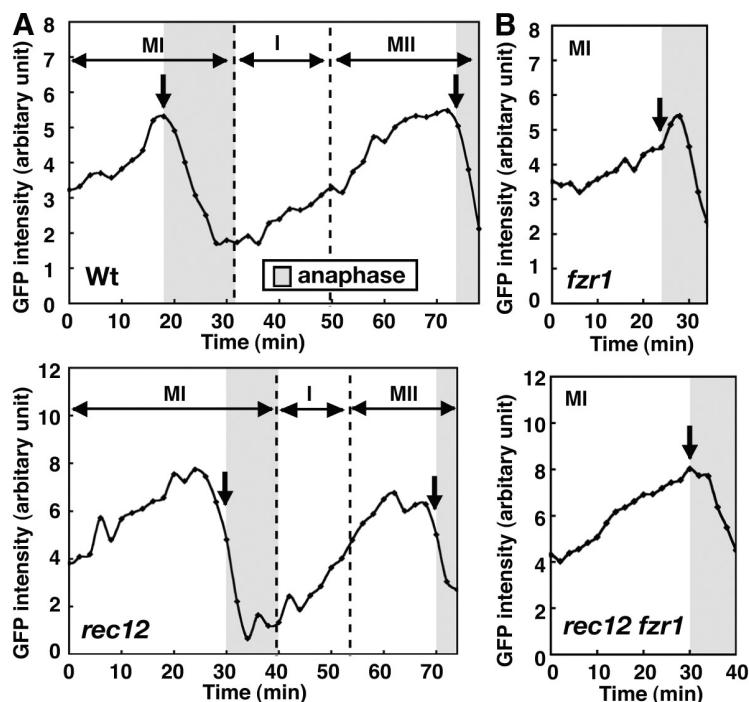 A
GFP intensity (arbitary unit)
8
7
6
5
4
3
2
1
0
MI
I
MII
Wt
anaphase
0 10 20 30 40 50 60 70
Time (min)
B
GFP intensity (arbitary unit)
8
7
6
5
4
3
2
1
0
MI
fzr1
0 10 20 30
Time (min)
GFP intensity (arbitary unit)
12
10
8
6
4
2
0
MI
I
MII
rec12
0 10 20 30 40 50 60 70
Time (min)
GFP intensity (arbitary unit)
12
10
8
6
4
2
0
MI
rec12 fzr1
0 10 20 30 40
Time (min)